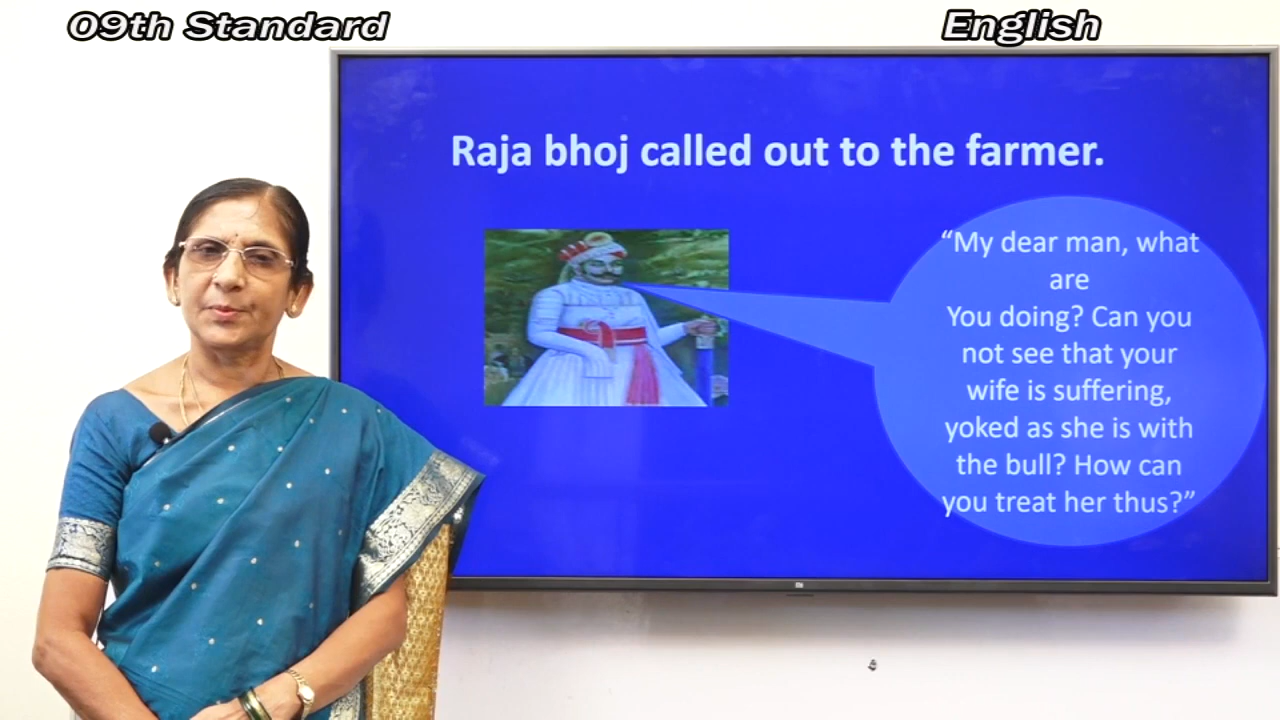 09th Standard
English
Raja bhoj called out to the farmer.
“My dear man, what
are
You doing? Can you
not see that your
wife is suffering,
yoked as she is with
the bull? How can
you treat her thus?”
mi